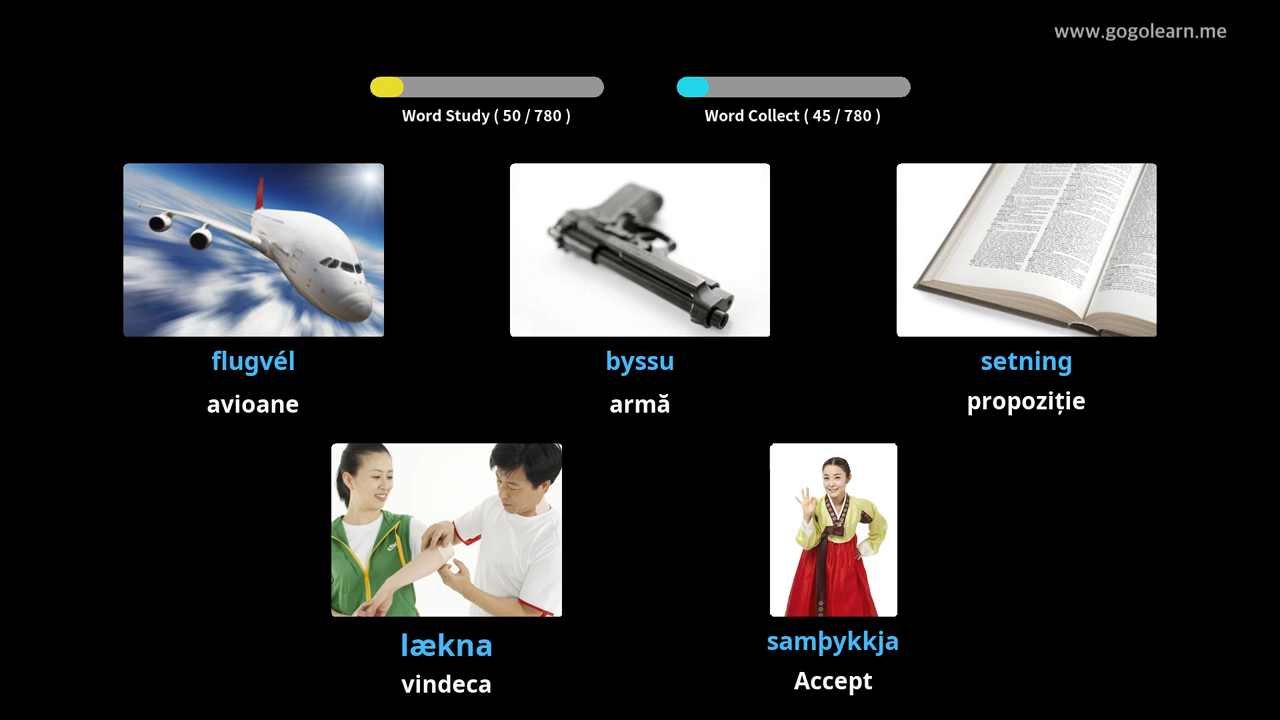 www.gogolearn.me
Word Study ( 50 / 780 )
Word Collect ( 45 / 780 )
flugvél
avioane
byssu
armă
setning
propoziție
lækna
vindeca
samþykkja
Accept